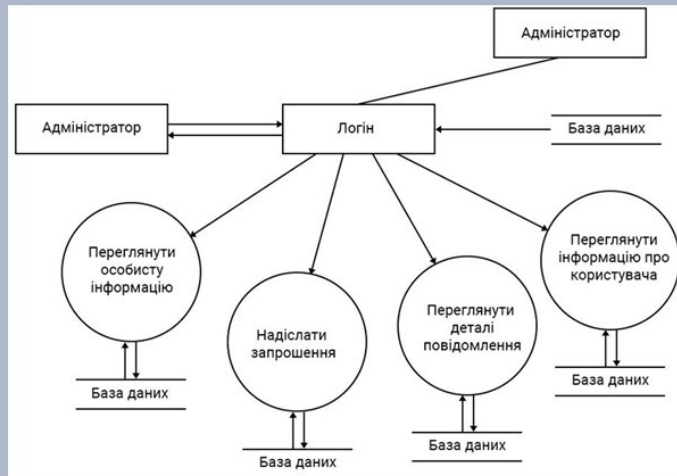 Адміністратор
Адміністратор
Логін
База даних
Переглянути
особисту
інформацію
Надіслати
запрошення
Переглянути
деталі
повідомлення
Переглянути
інформацію про
користувача
База даних
База даних
База даних
База даних